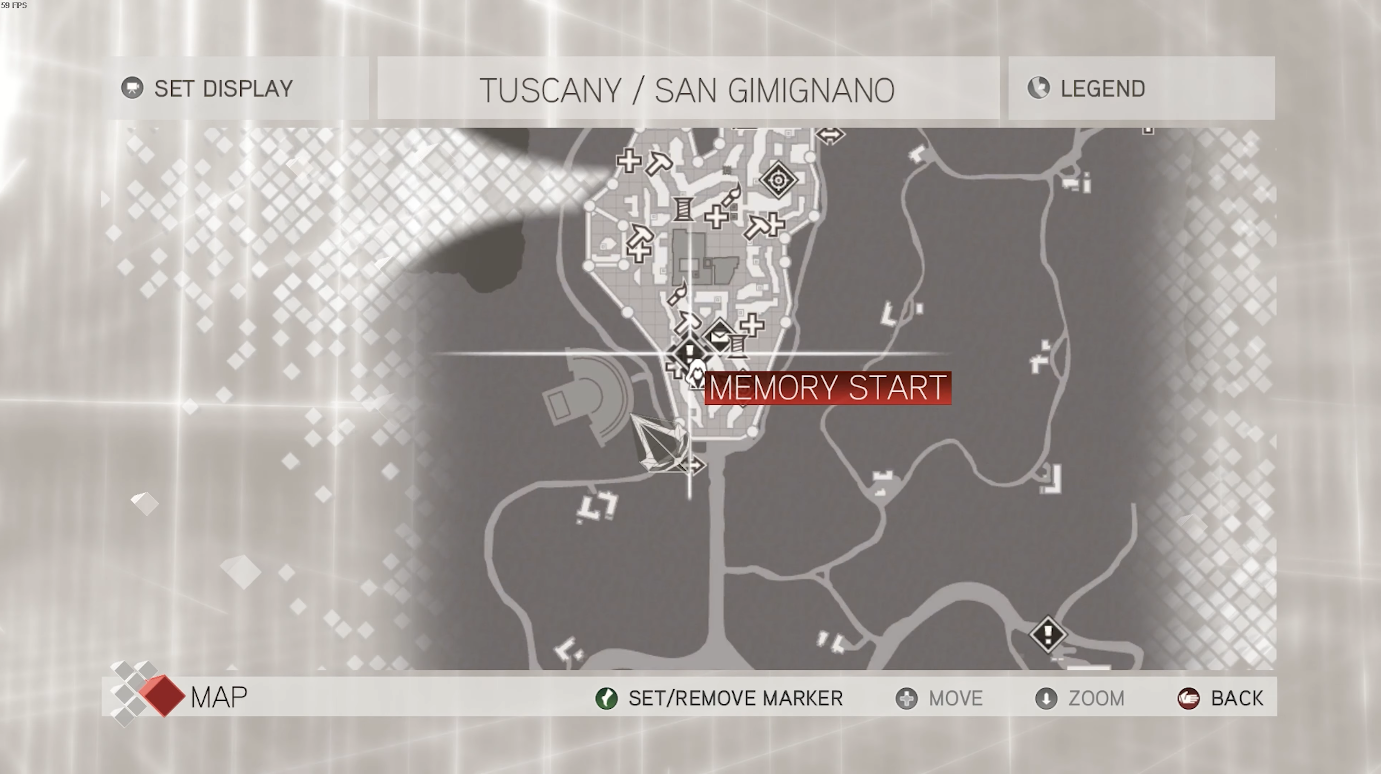 59 FPS
SET DISPLAY
TUSCANY / SAN GIMIGNANO
LEGEND
MEMORY START
MAP
SET/REMOVE MARKER
MOVE
ZOOM
BACK